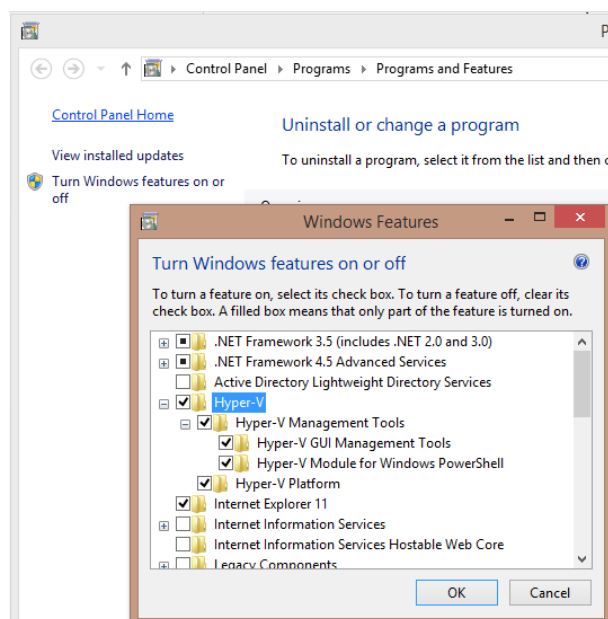 P
Control Panel ▸ Programs ▸ Programs and Features
Control Panel Home
Uninstall or change a program
View installed updates
To uninstall a program, select it from the list and then
Turn Windows features on or
off
Windows Features
Turn Windows features on or off
To turn a feature on, select its check box. To turn a feature off, clear its
check box. A filled box means that only part of the feature is turned on.
.NET Framework 3.5 (includes .NET 2.0 and 3.0)
.NET Framework 4.5 Advanced Services
Active Directory Lightweight Directory Services
Hyper-V
Hyper-V Management Tools
Hyper-V GUI Management Tools
Hyper-V Module for Windows PowerShell
Hyper-V Platform
Internet Explorer 11
Internet Information Services
Internet Information Services Hostable Web Core
Legacy Components
OK
Cancel